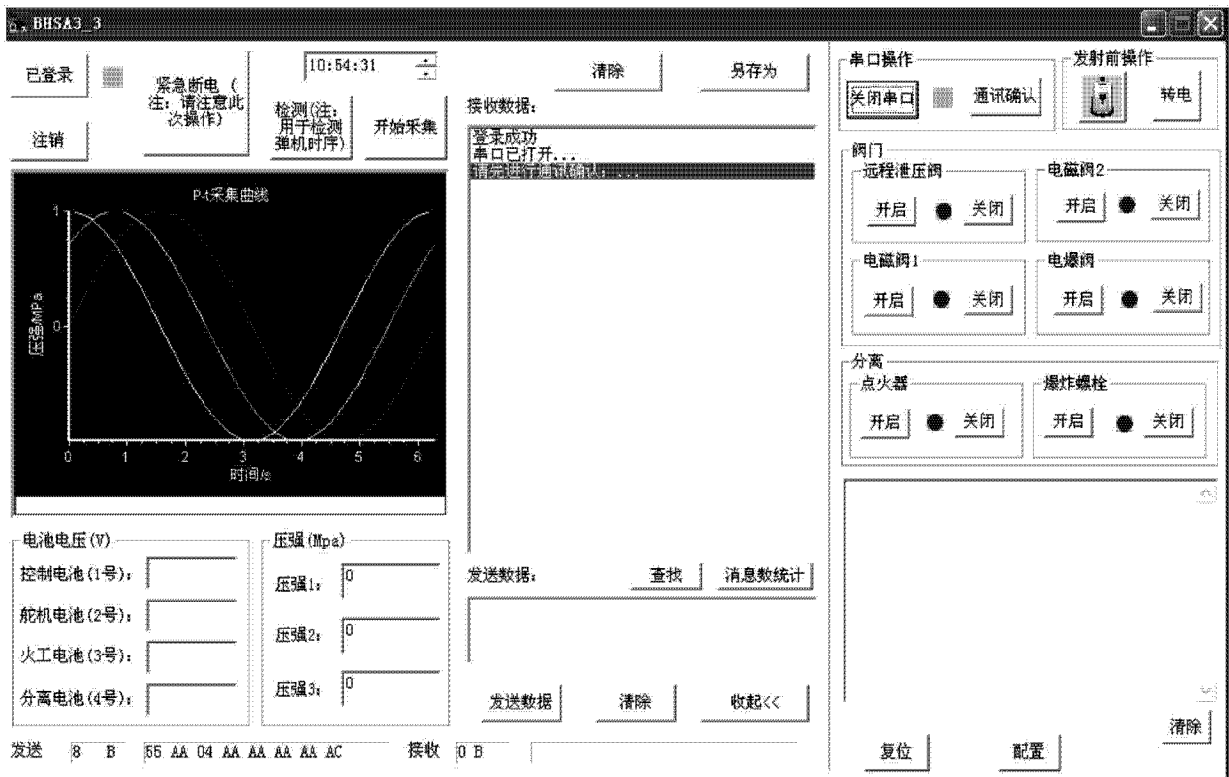 BHSA3_3
已登录
紧急断电（
注：请注意此
次操作)
10:54:31
清除
另存为
串口操作
发射前操作
关闭串口
通讯确认
转电
注销
检测(注:
用于检测
弹机时序)
开始采集
接收数据:
登录成功
串口已打开...
请先进行通讯确认，...
P-t采集曲线
1
0
压强/MPa
0
1
2
3
4
5
6
时间/s
阀门
远程泄压阀
开启
关闭
电磁阀2
开启
关闭
电磁阀1
开启
关闭
电爆阀
开启
关闭
分离
点火器
开启
关闭
爆炸螺栓
开启
关闭
电池电压(V)
控制电池(1号):
舵机电池(2号):
火工电池(3号):
分离电池(4号):
压强(Mpa)
压强1: 0
压强2: 0
压强3: 0
发送数据:
查找
消息数统计
发送数据
清除
收起<<
清除
复位
配置
发送 8 B 55 AA 04 AA AA AA AA AC 接收 0 B